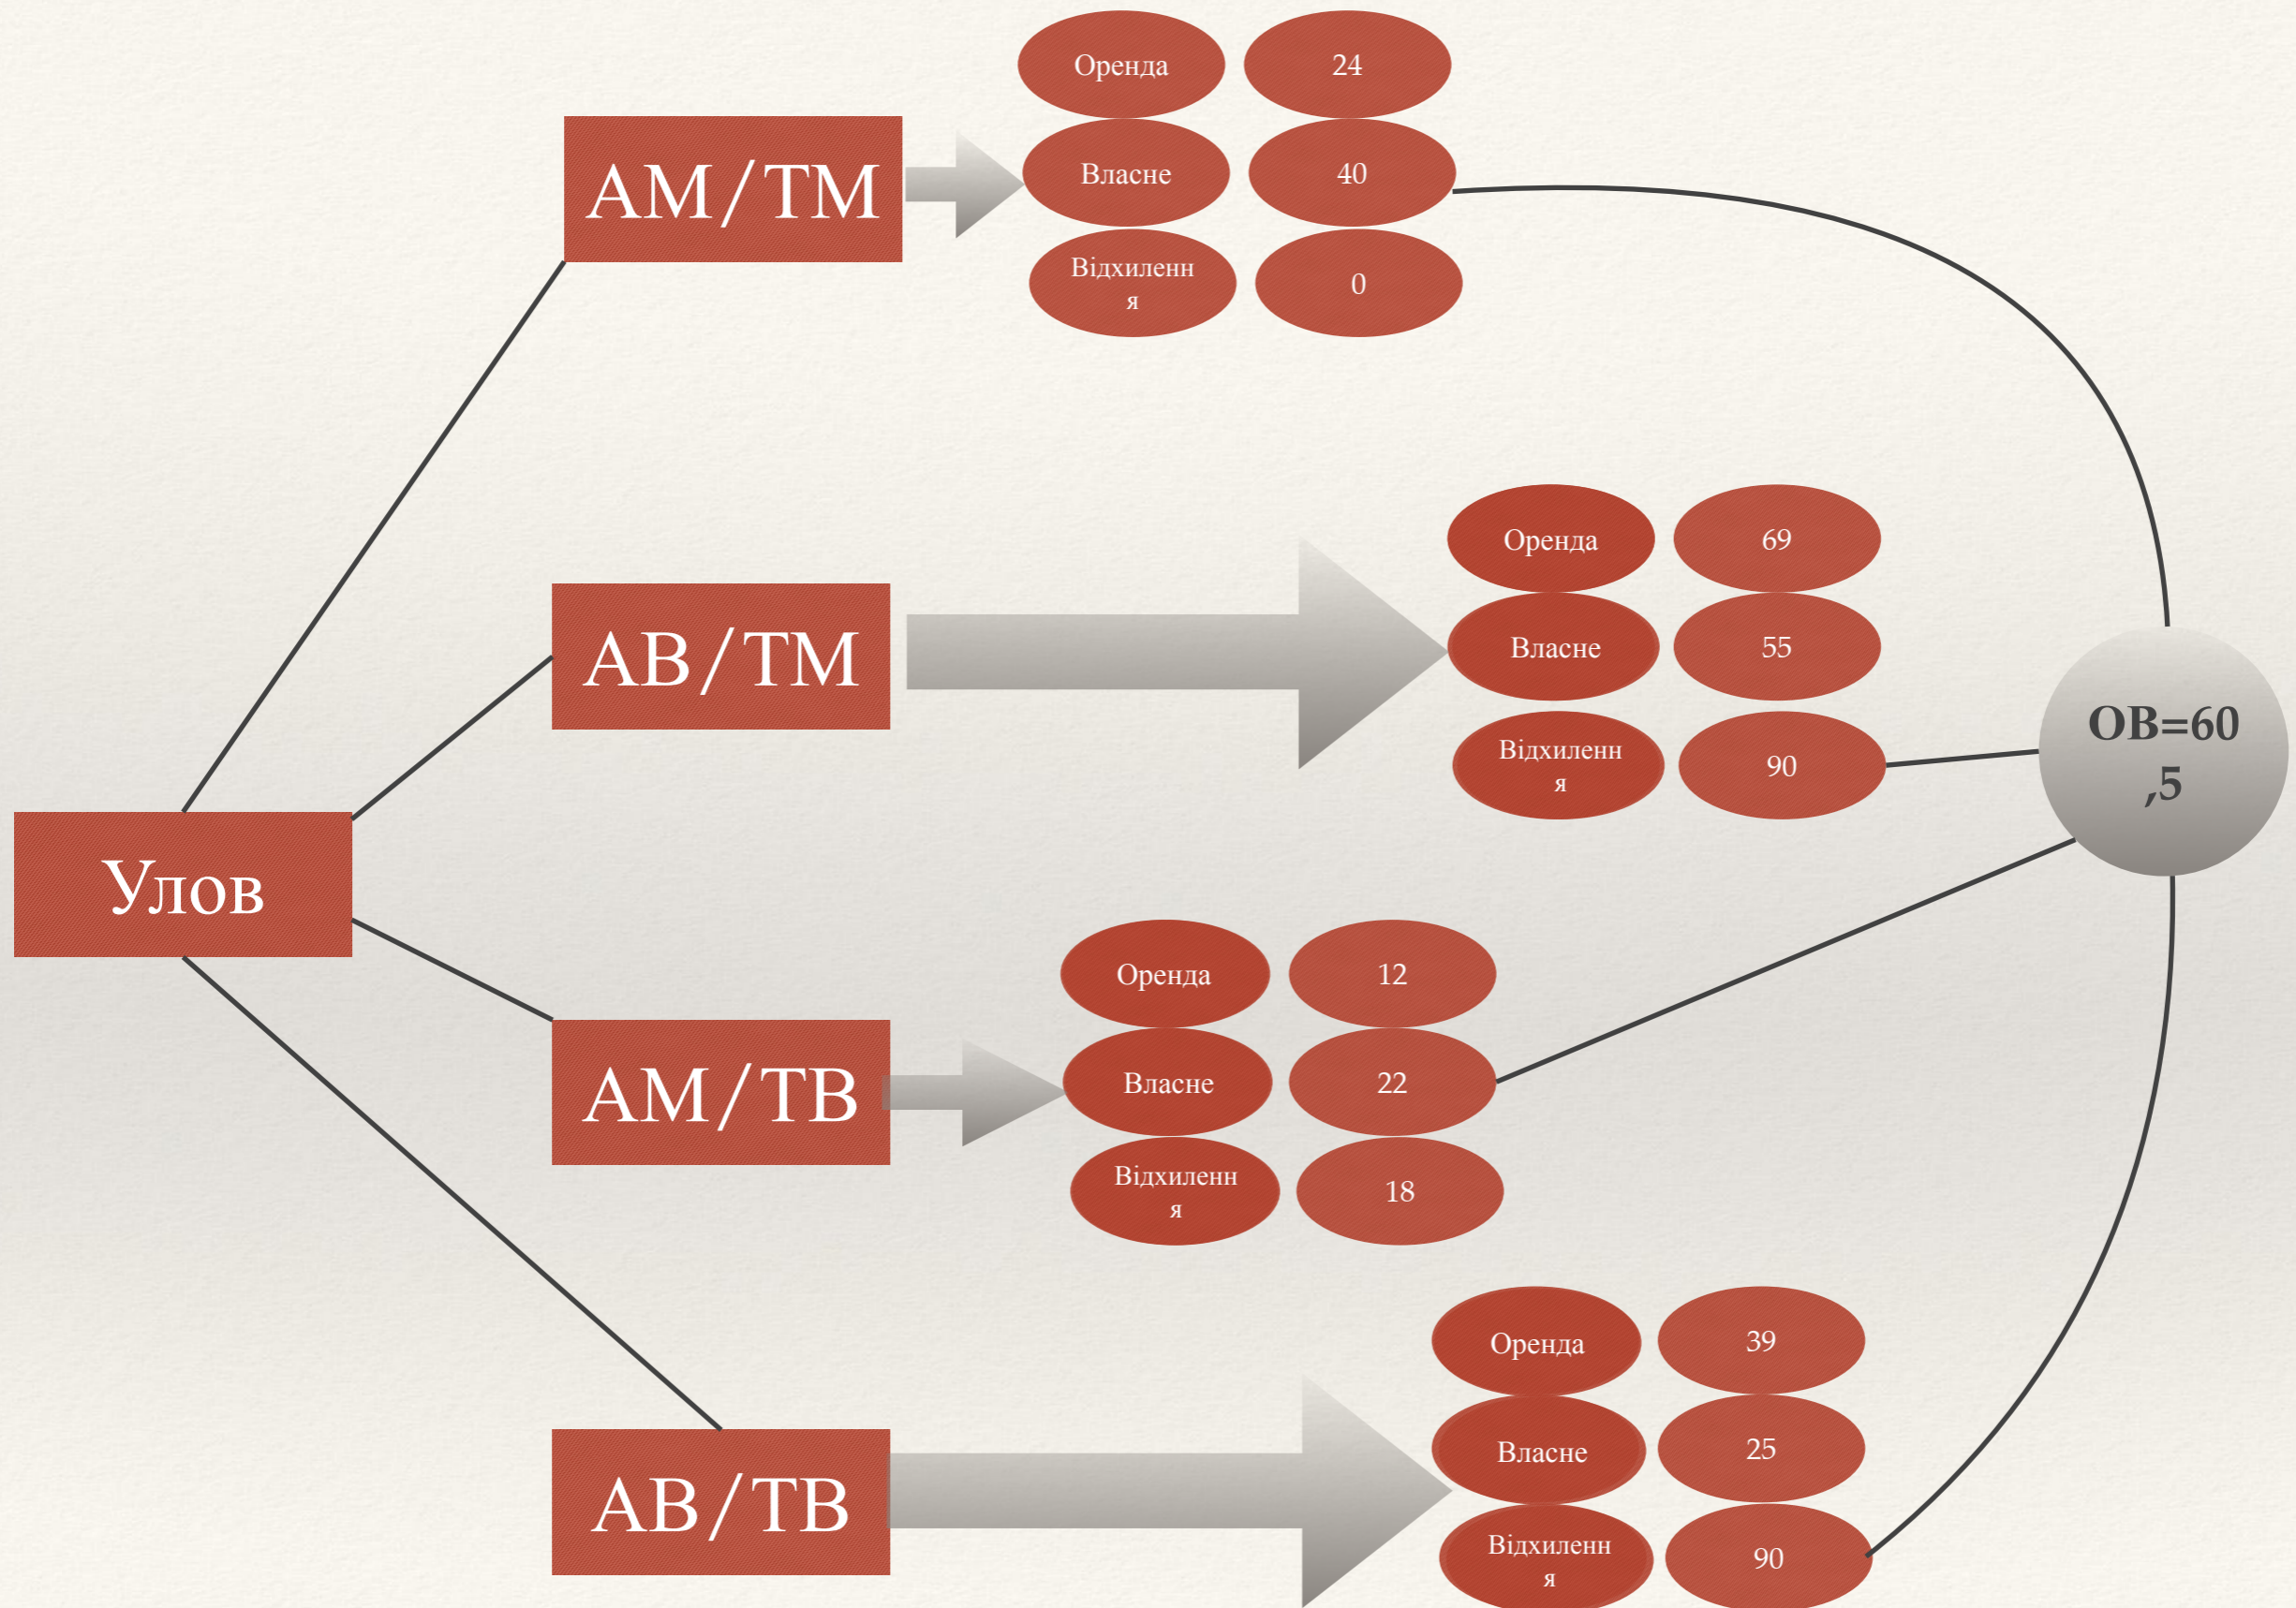 Оренда
24
АМ/ТМ
Власне
40
Відхиленн
я
0
Оренда
69
АВ/ТМ
Власне
55
Відхиленн
я
90
ОВ=60
,5
Улов
Оренда
12
АМ/ТВ
Власне
22
Відхиленн
я
18
Оренда
39
Власне
25
АВ/ТВ
Відхиленн
я
90